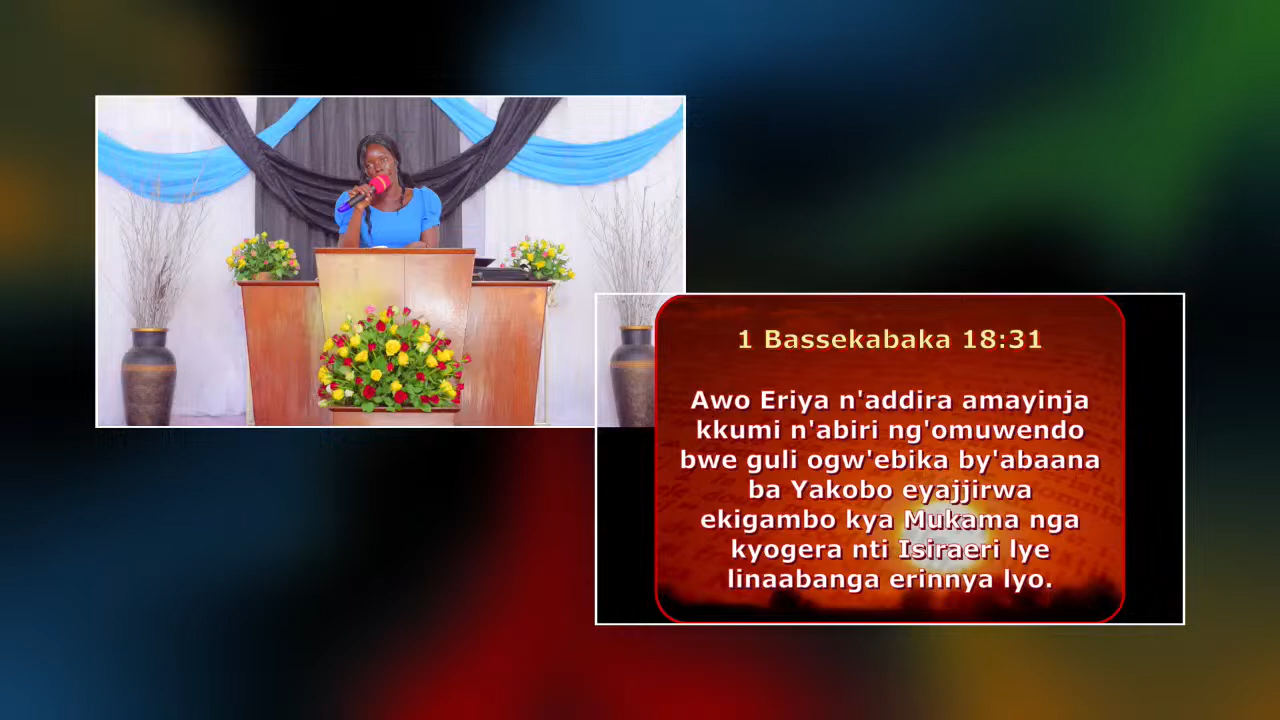 1 Bassekabaka 18:31
Awo Eriya n'addira amayinja
kkumi n'abiri ng'omuwendo
bwe guli ogw'ebika by'abaana
ba Yakobo eyajjirwa
ekigambo kya Mukama nga
kyogera nti Isiraeri lye
linaabanga erinnya lyo.